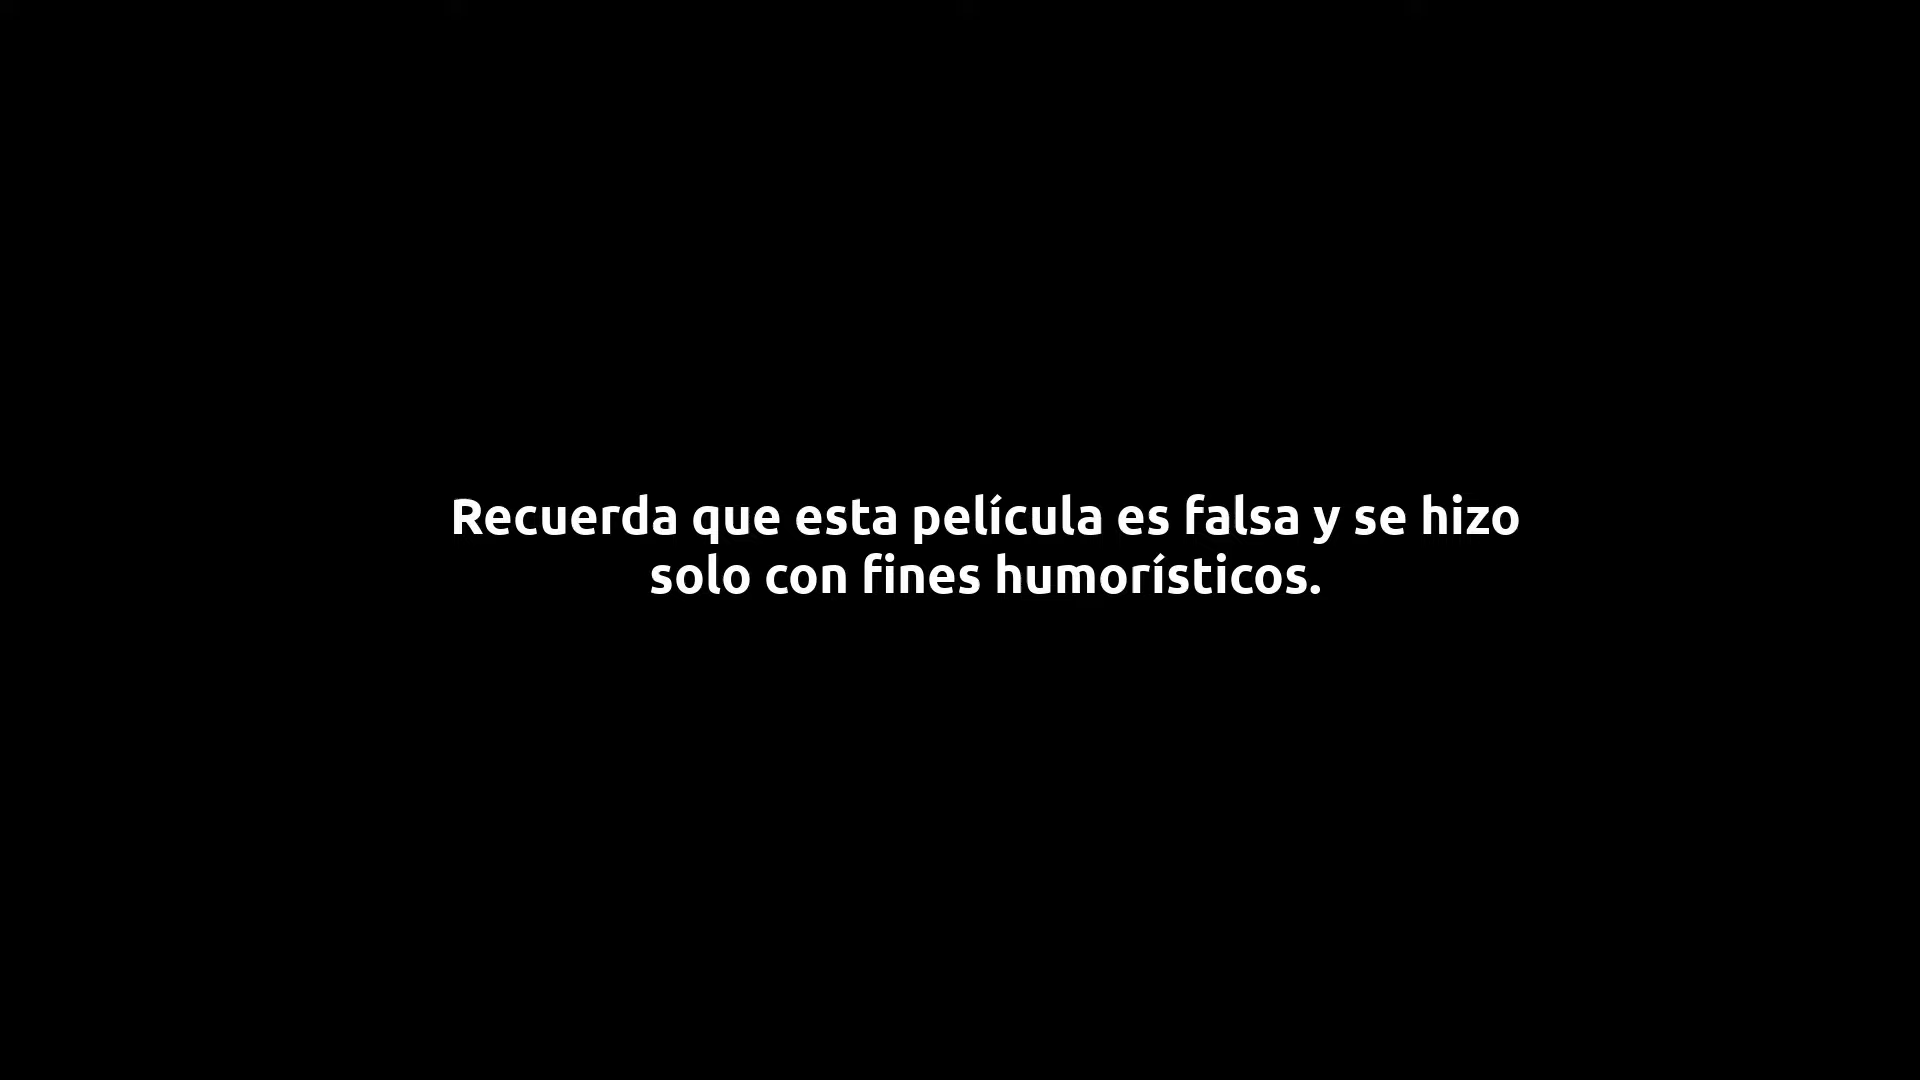 Recuerda que esta película es falsa y se hizo
solo con fines humorísticos.